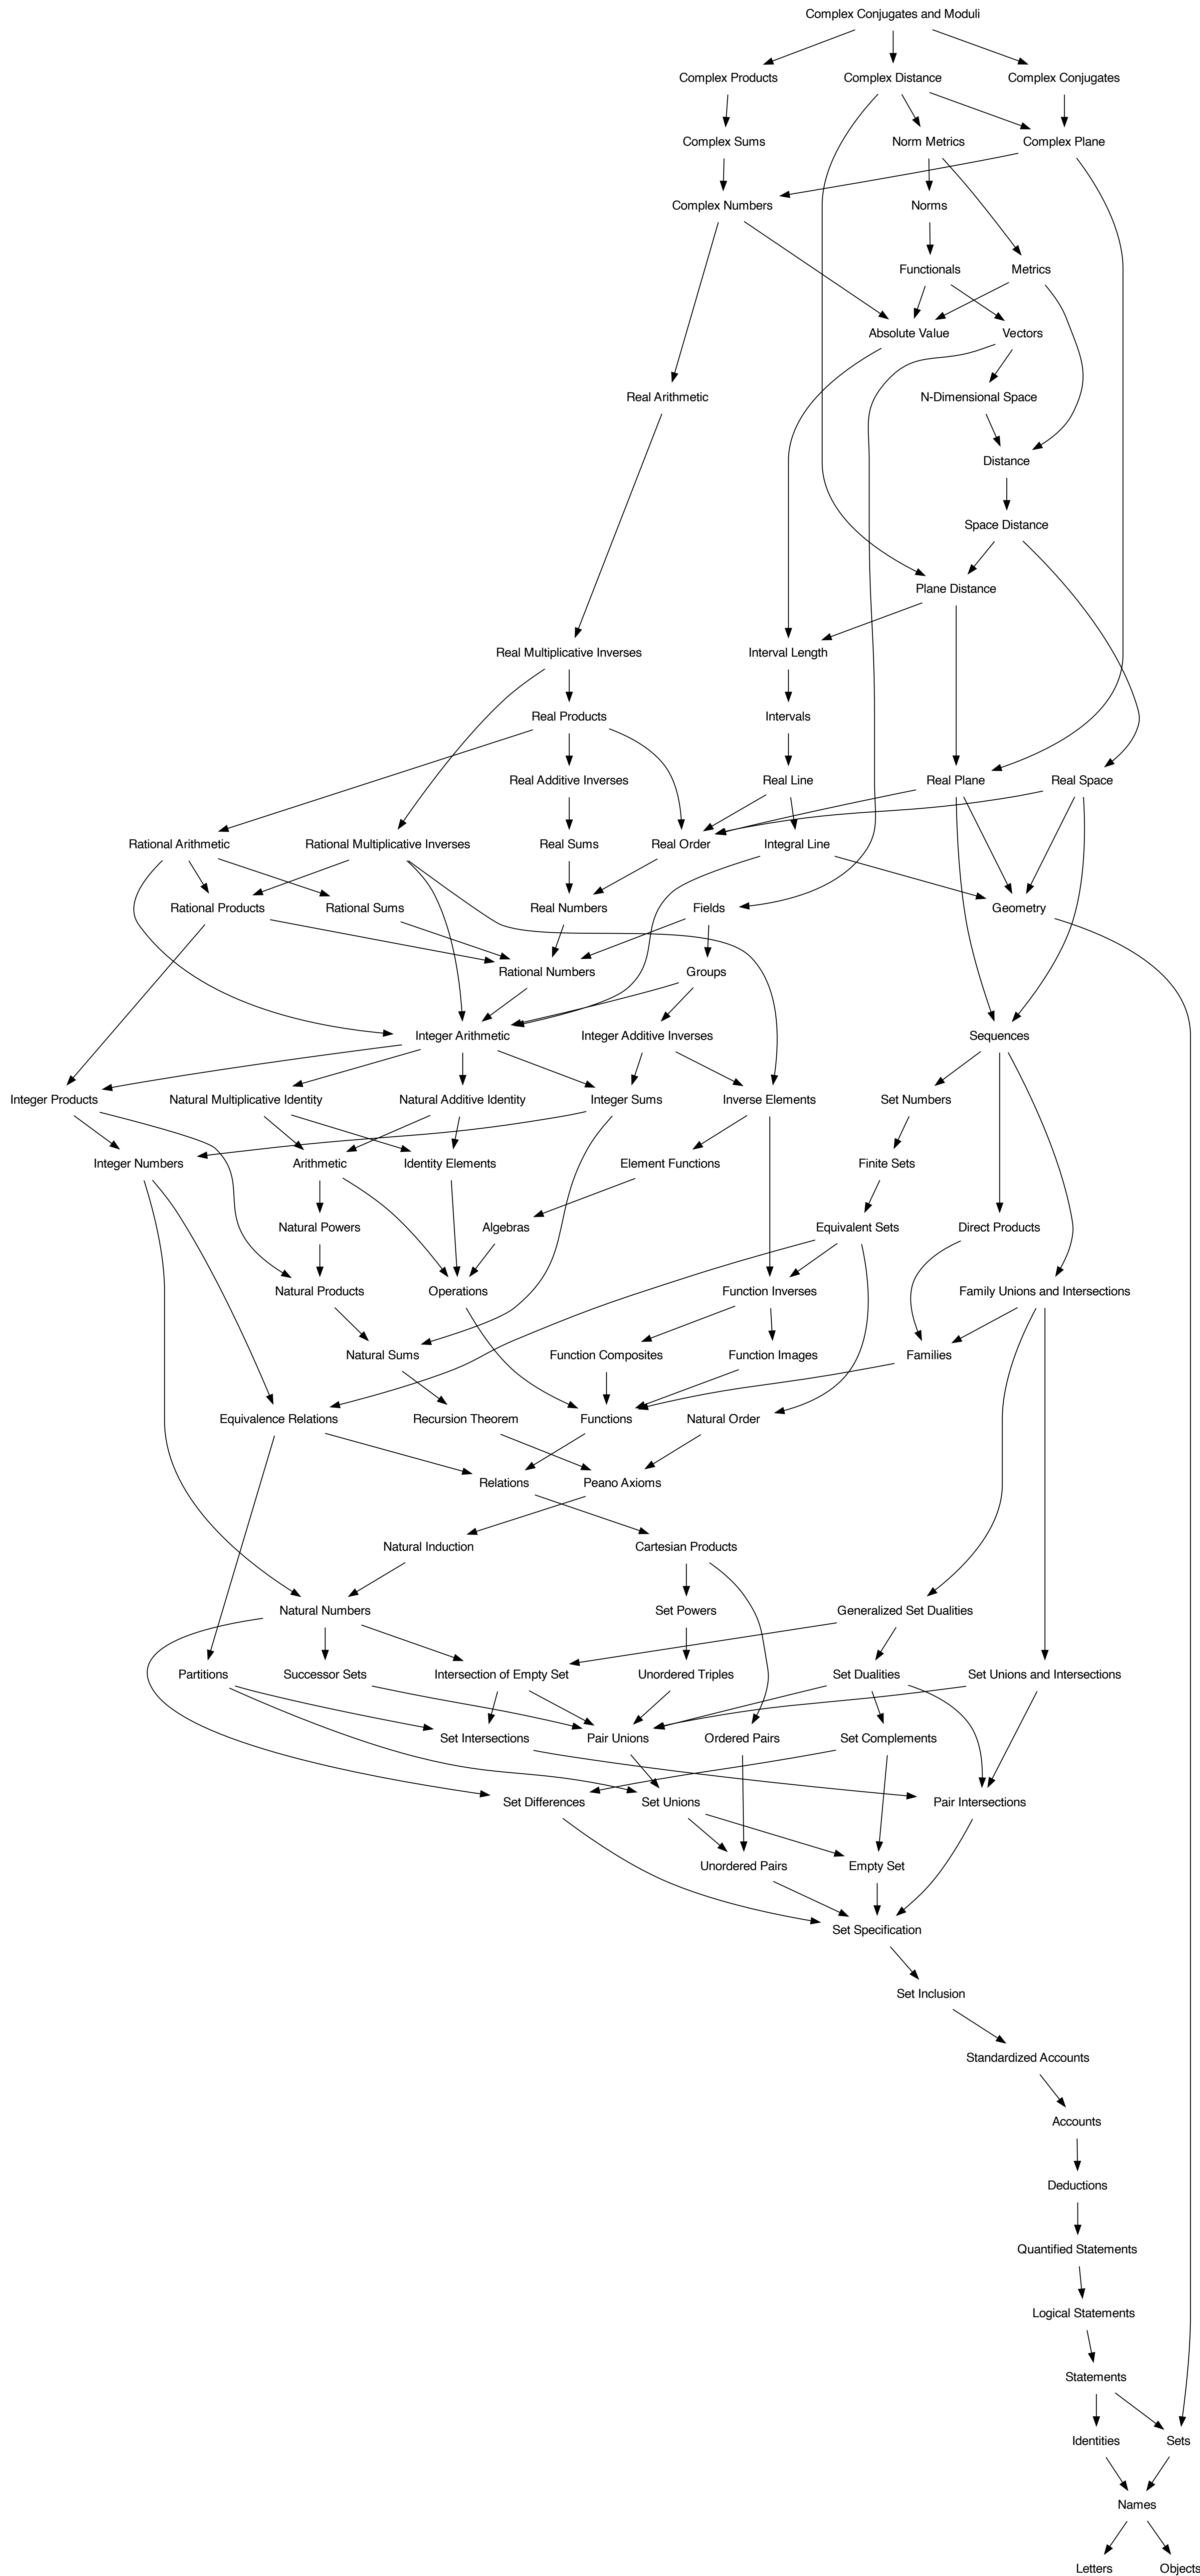 Complex Conjugates and Moduli
Complex Products
Complex Distance
Complex Conjugates
Complex Sums
Norm Metrics
Complex Plane
Complex Numbers
Norms
Functionals
Metrics
Absolute Value
Vectors
Real Arithmetic
N-Dimensional Space
Distance
Space Distance
Plane Distance
Real Multiplicative Inverses
Interval Length
Real Products
Intervals
Real Additive Inverses
Real Line
Real Plane
Real Space
Rational Arithmetic
Rational Multiplicative Inverses
Real Sums
Real Order
Integral Line
Rational Products
Rational Sums
Real Numbers
Fields
Geometry
Rational Numbers
Groups
Integer Arithmetic
Integer Additive Inverses
Sequences
Integer Products
Natural Multiplicative Identity
Natural Additive Identity
Integer Sums
Inverse Elements
Set Numbers
Integer Numbers
Arithmetic
Identity Elements
Element Functions
Finite Sets
Natural Powers
Algebras
Equivalent Sets
Direct Products
Natural Products
Operations
Function Inverses
Family Unions and Intersections
Natural Sums
Function Composites
Function Images
Families
Equivalence Relations
Recursion Theorem
Functions
Natural Order
Relations
Peano Axioms
Natural Induction
Cartesian Products
Natural Numbers
Set Powers
Generalized Set Dualities
Partitions
Successor Sets
Intersection of Empty Set
Unordered Triples
Set Dualities
Set Unions and Intersections
Set Intersections
Pair Unions
Ordered Pairs
Set Complements
Set Differences
Set Unions
Pair Intersections
Unordered Pairs
Empty Set
Set Specification
Set Inclusion
Standardized Accounts
Accounts
Deductions
Quantified Statements
Logical Statements
Statements
Identities
Sets
Names
Letters
Objects